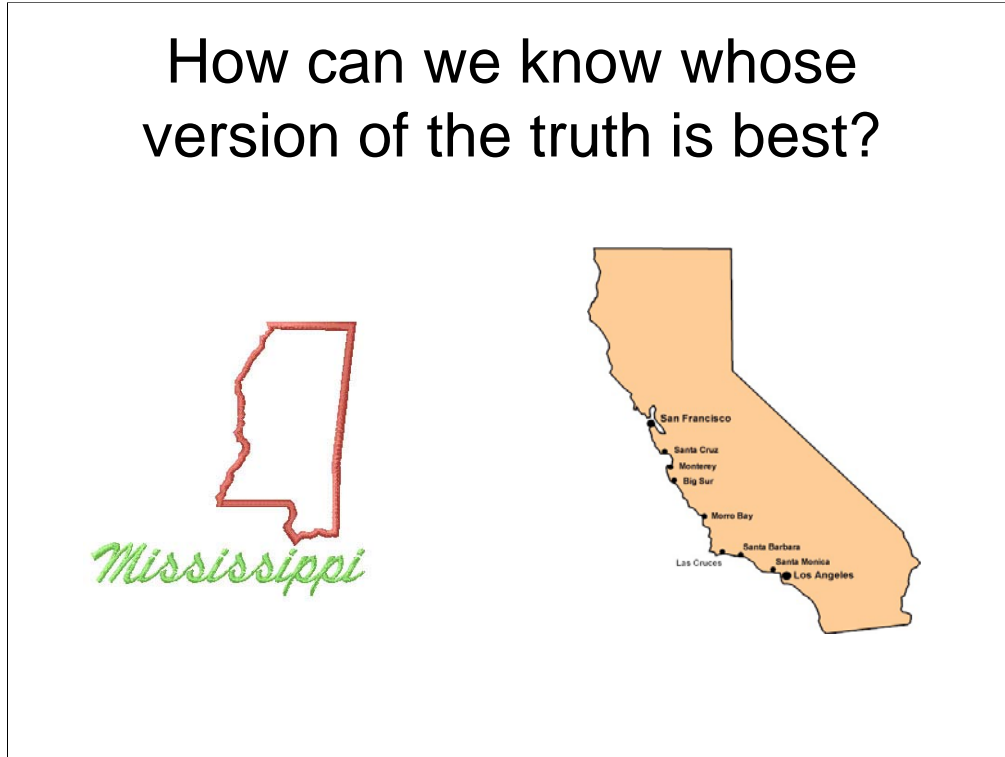 How can we know whose
version of the truth is best?
Mississippi
San Francisco
Santa Cruz
Monterey
Big Sur
Morro Bay
Santa Barbara
Las Cruces
Santa Monica
Los Angeles